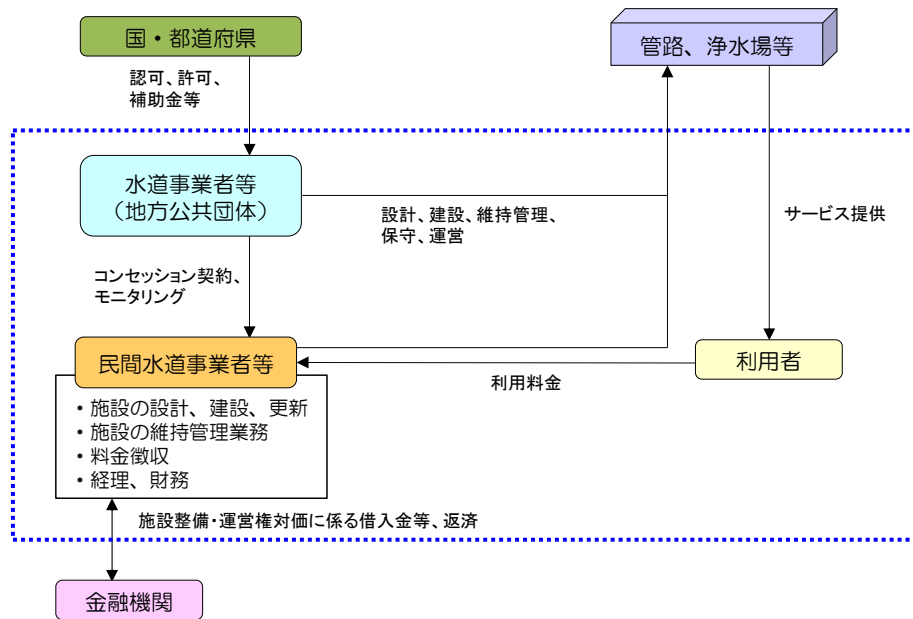 国・都道府県
管路、浄水場等
認可、許可、
補助金等
水道事業者等
（地方公共団体）
設計、建設、維持管理、
保守、運営
サービス提供
コンセッション契約、
モニタリング
民間水道事業者等
利用者
利用料金
・施設の設計、建設、更新
・施設の維持管理業務
・料金徴収
・経理、財務
施設整備・運営権対価に係る借入金等、返済
金融機関